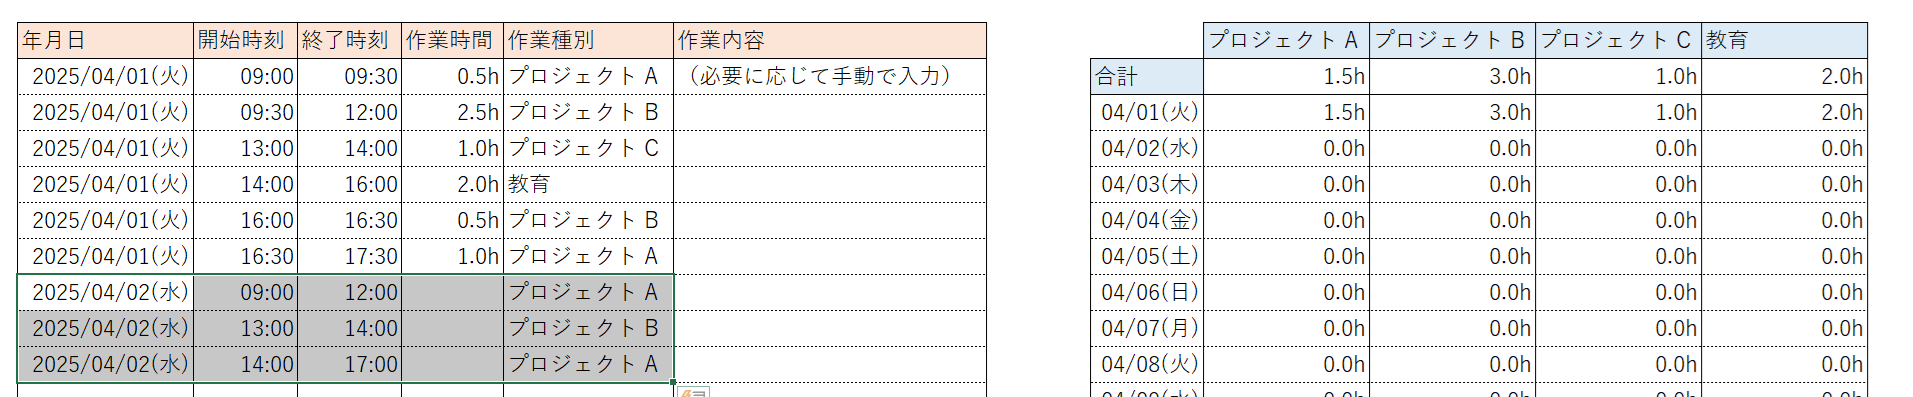 年月日 開始時刻 終了時刻 作業時間 作業種別 作業内容
2025/04/01(火) 09:00 09:30 0.5h プロジェクト A （必要に応じて手動で入力）
2025/04/01(火) 09:30 12:00 2.5h プロジェクト B
2025/04/01(火) 13:00 14:00 1.0h プロジェクト C
2025/04/01(火) 14:00 16:00 2.0h 教育
2025/04/01(火) 16:00 16:30 0.5h プロジェクト B
2025/04/01(火) 16:30 17:30 1.0h プロジェクト A
2025/04/02(水) 09:00 12:00 プロジェクト A
2025/04/02(水) 13:00 14:00 プロジェクト B
2025/04/02(水) 14:00 17:00 プロジェクト A
プロジェクト A プロジェクト B プロジェクト C 教育
合計 1.5h 3.0h 1.0h 2.0h
04/01(火) 1.5h 3.0h 1.0h 2.0h
04/02(水) 0.0h 0.0h 0.0h 0.0h
04/03(木) 0.0h 0.0h 0.0h 0.0h
04/04(金) 0.0h 0.0h 0.0h 0.0h
04/05(土) 0.0h 0.0h 0.0h 0.0h
04/06(日) 0.0h 0.0h 0.0h 0.0h
04/07(月) 0.0h 0.0h 0.0h 0.0h
04/08(火) 0.0h 0.0h 0.0h 0.0h